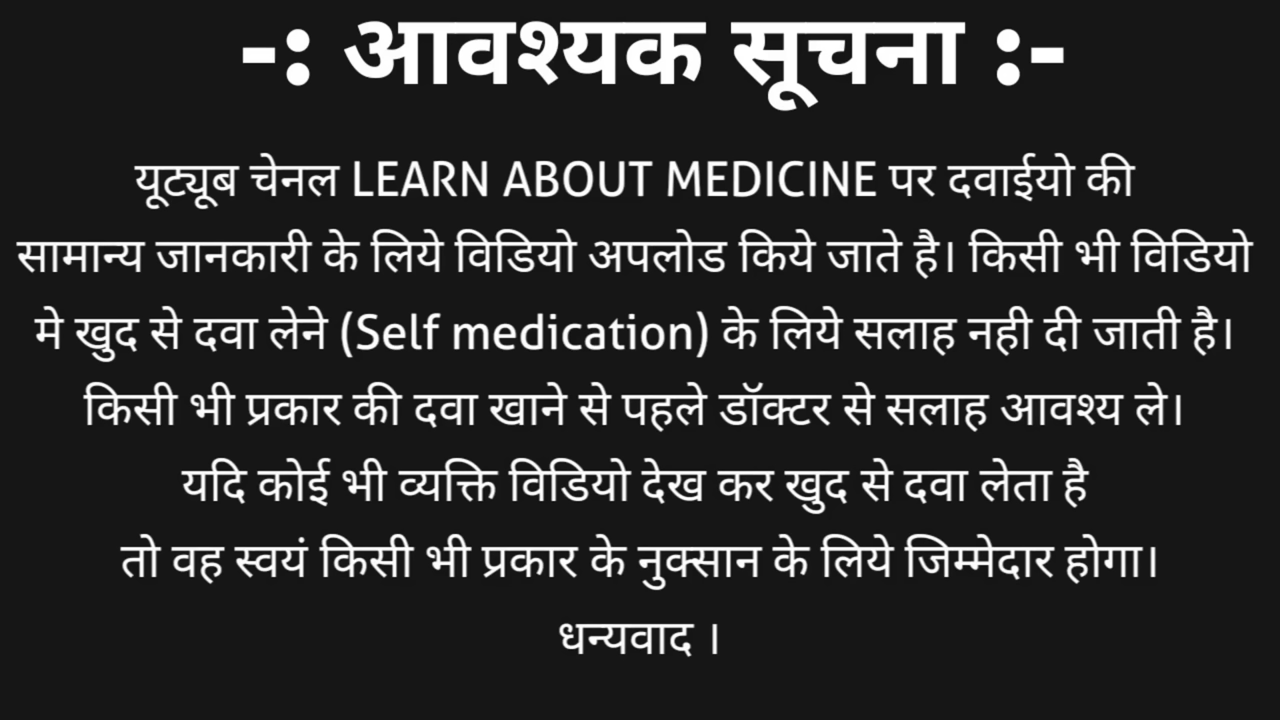 -: आवश्यक सूचना :-
यूट्यूब चेनल LEARN ABOUT MEDICINE पर दवाईयो की
सामान्य जानकारी के लिये विडियो अपलोड किये जाते है। किसी भी विडियो
मे खुद से दवा लेने (Self medication) के लिये सलाह नही दी जाती है।
किसी भी प्रकार की दवा खाने से पहले डॉक्टर से सलाह आवश्य ले।
यदि कोई भी व्यक्ति विडियो देख कर खुद से दवा लेता है
तो वह स्वयं किसी भी प्रकार के नुक्सान के लिये जिम्मेदार होगा।
धन्यवाद ।